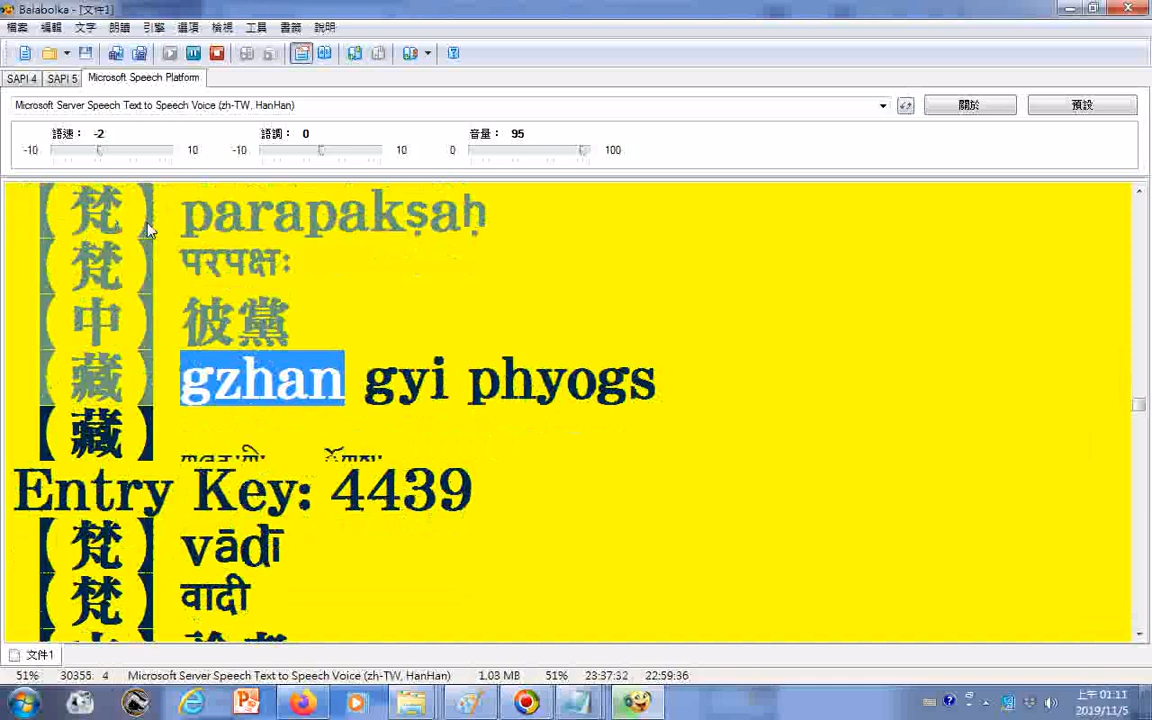 Balabolka - [文件1]
檔案 編輯 文字 朗讀 引擎 選項 檢視 工具 書籤 說明
SAPI 4 SAPI 5 Microsoft Speech Platform
Microsoft Server Speech Text to Speech Voice (zh-TW, HanHan) 關於 預設
語速： -2 語調： 0 音量： 95
-10 10 -10 10 0 100
【梵】 parapakṣaḥ
【梵】 परपक्षः
【中】 彼黨
【藏】 gzhan gyi phyogs
【藏】
Entry Key: 4439
【梵】 vādī
【梵】 वादी
文件1
51% 30355: 4 Microsoft Server Speech Text to Speech Voice (zh-TW, HanHan) 1.03 MB 51% 23:37:32 22:59:36
上午 01:11
2019/11/5